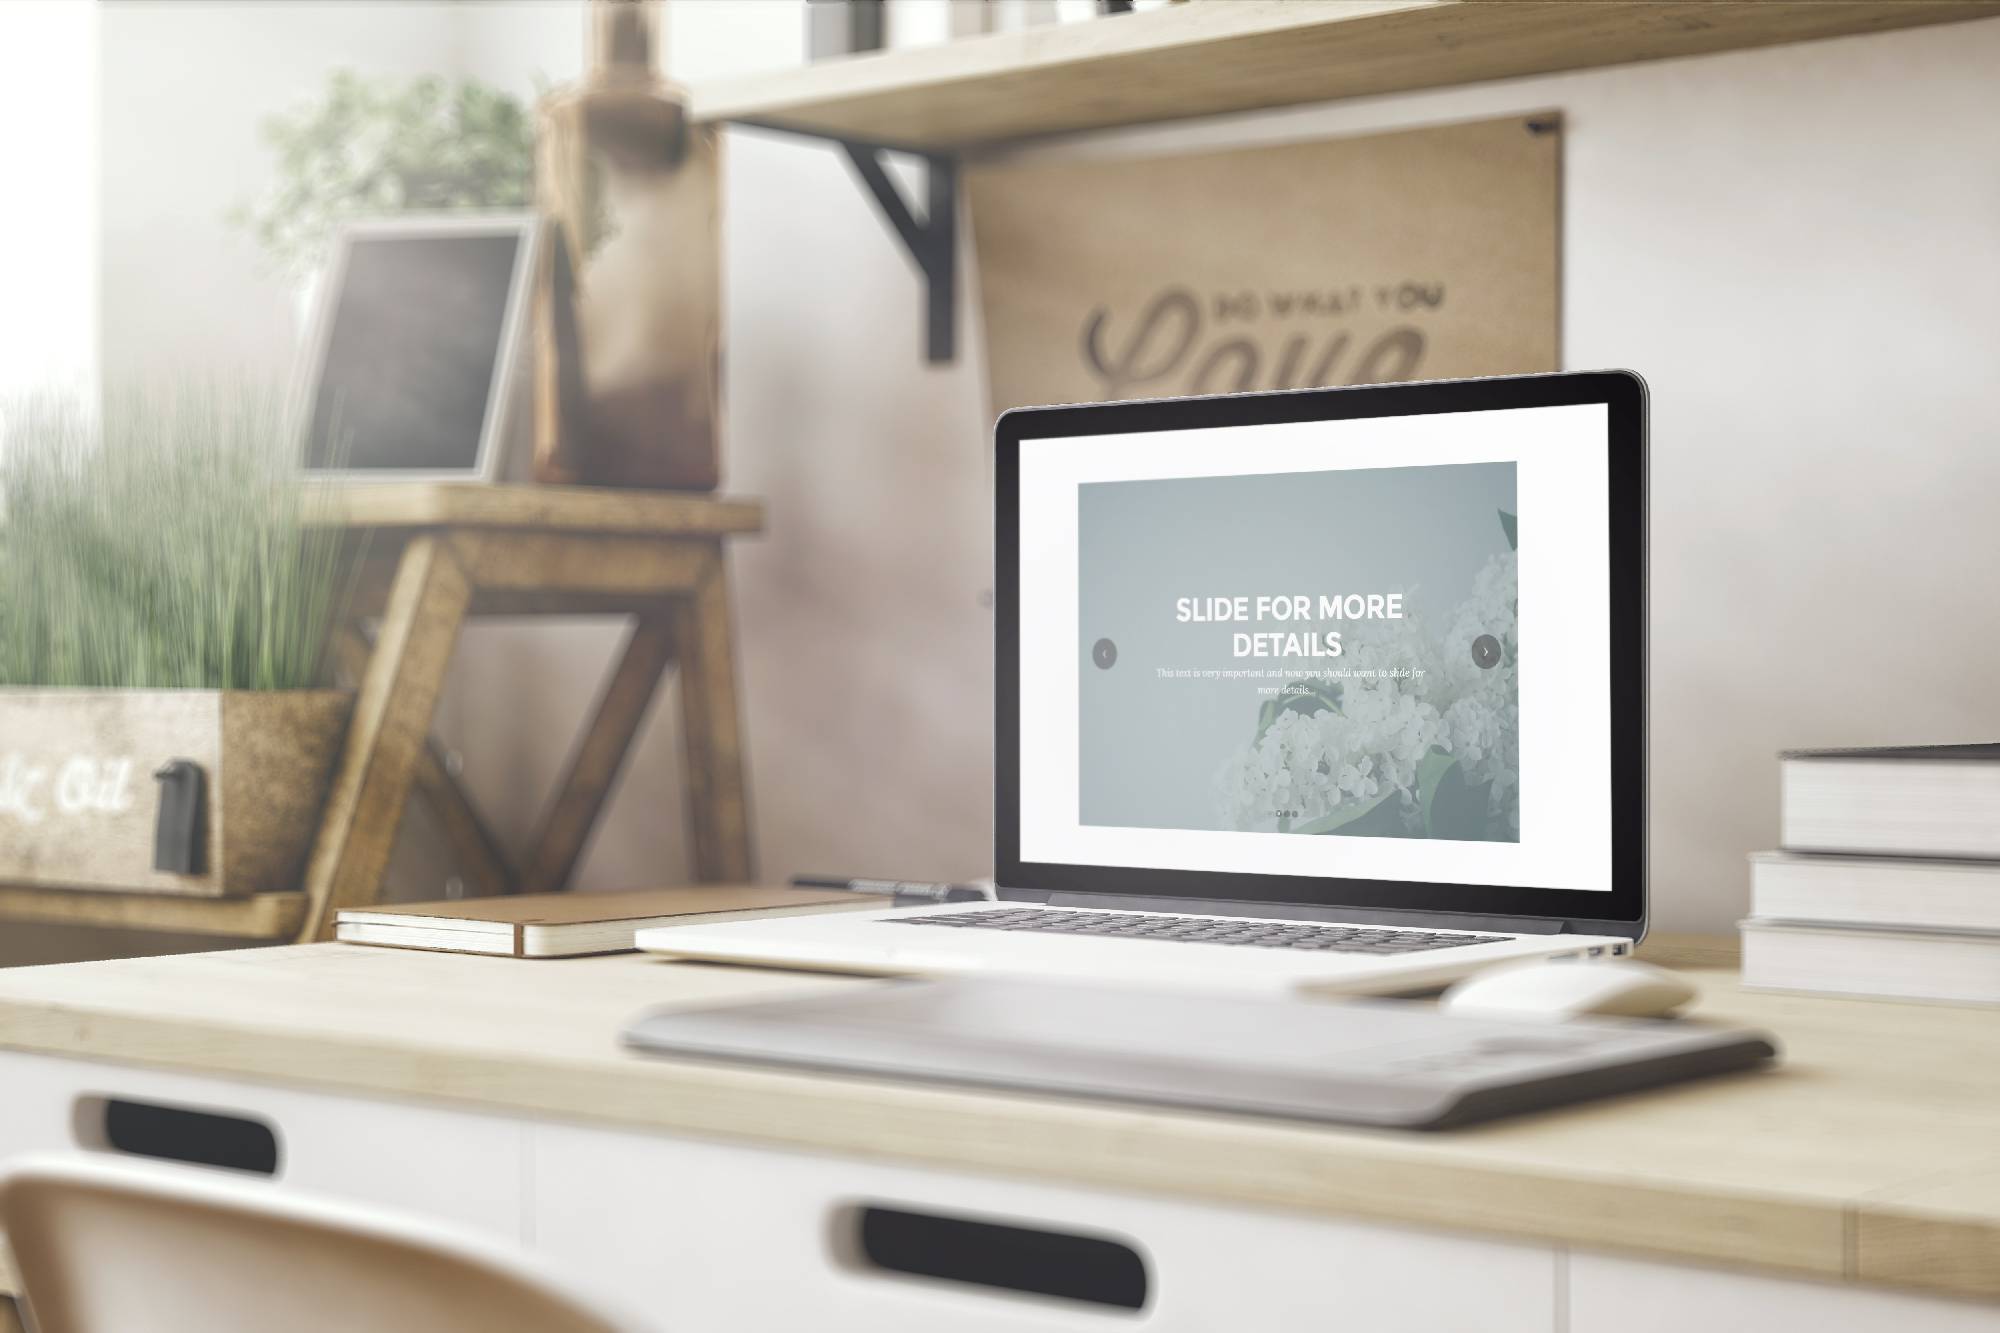 DO WHAT YOU
Love
SLIDE FOR MORE
DETAILS
This text is very important and now you should want to slide for
more details.
Oil